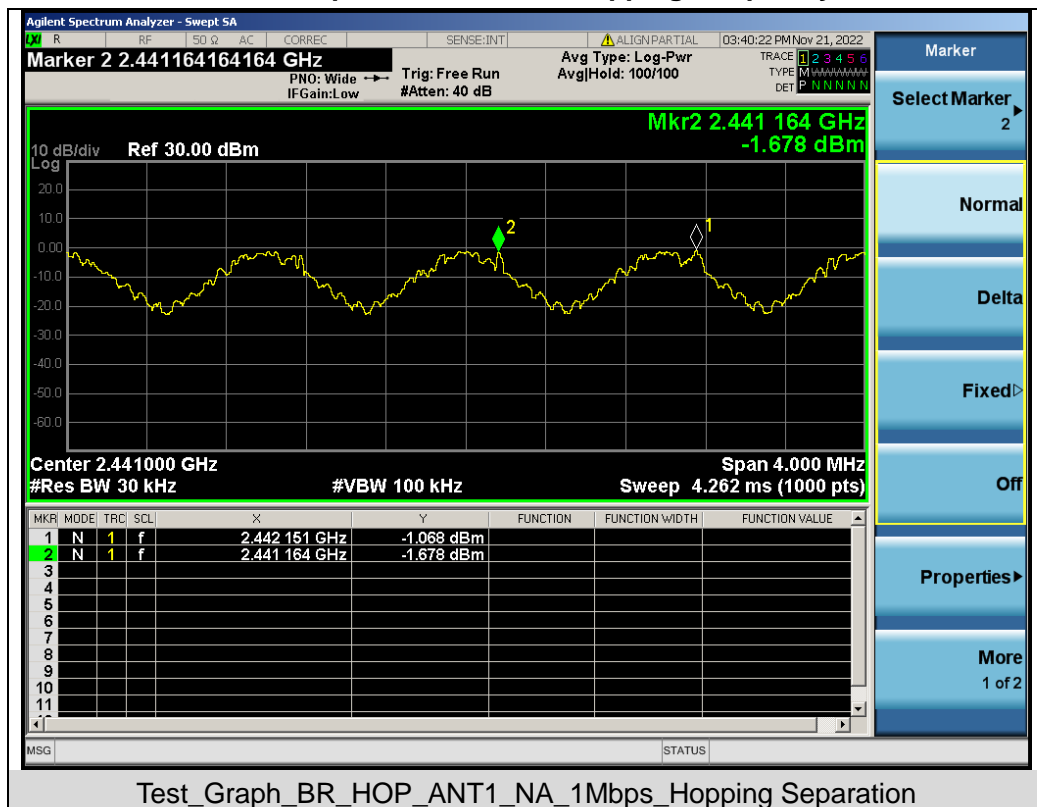 Agilent Spectrum Analyzer - Swept SA
LXI R RF 50 Ω AC CORREC SENSE:INT ALIGN PARTIAL 03:40:22 PM Nov 21, 2022
Marker 2 2.441164164164 GHz
PNO: Wide
IFGain:Low
Trig: Free Run
#Atten: 40 dB
Avg Type: Log-Pwr
Avg|Hold: 100/100
TRACE 1 2 3 4 5 6
TYPE M
DET P N N N N N
Mkr2 2.441 164 GHz
-1.678 dBm
10 dB/div Ref 30.00 dBm
Log
20.0
10.0
0.00
-10.0
-20.0
-30.0
-40.0
-50.0
-60.0
2
1
Center 2.441000 GHz Span 4.000 MHz
#Res BW 30 kHz #VBW 100 kHz Sweep 4.262 ms (1000 pts)
MKR MODE TRC SCL X Y FUNCTION FUNCTION WIDTH FUNCTION VALUE
1 N 1 f 2.442 151 GHz -1.068 dBm
2 N 1 f 2.441 164 GHz -1.678 dBm
3
4
5
6
7
8
9
10
11
MSG STATUS
Marker
Select Marker
2
Normal
Delta
Fixed
Off
Properties
More
1 of 2
Test_Graph_BR_HOP_ANT1_NA_1Mbps_Hopping Separation